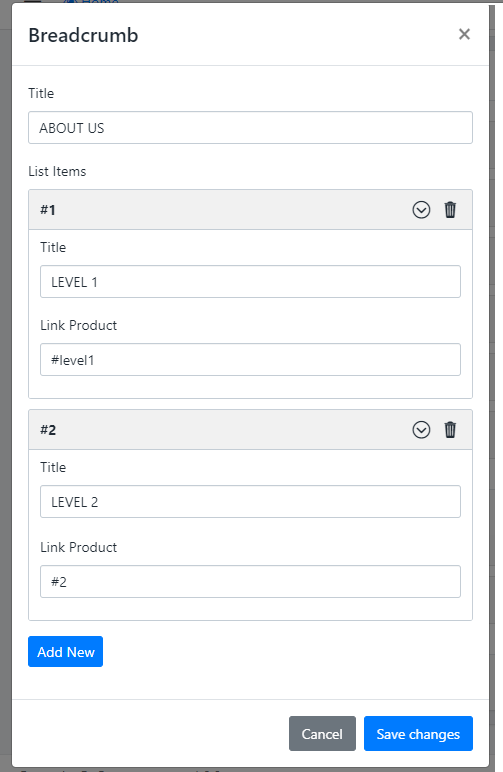 Home
Breadcrumb ×
Title
ABOUT US
List Items
#1
Title
LEVEL 1
Link Product
#level1
#2
Title
LEVEL 2
Link Product
#2
Add New
Cancel Save changes